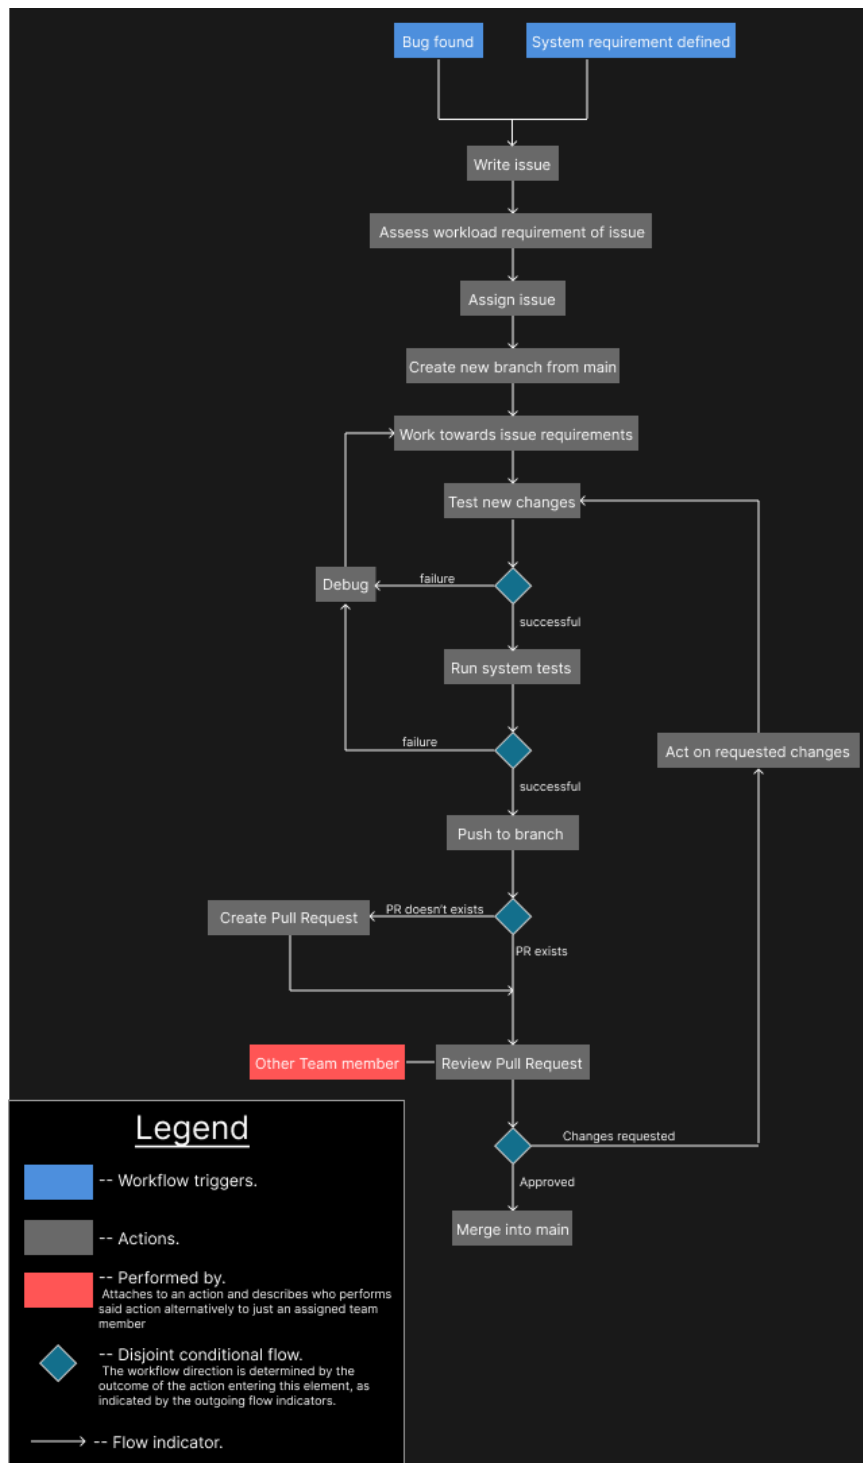 Bug found
System requirement defined
Write issue
Assess workload requirement of issue
Assign issue
Create new branch from main
Work towards issue requirements
Test new changes
Debug
failure
successful
Run system tests
failure
Act on requested changes
successful
Push to branch
Create Pull Request
PR doesn't exists
PR exists
Other Team member
Review Pull Request
Changes requested
Approved
Merge into main
Legend
-- Workflow triggers.
-- Actions.
-- Performed by.
Attaches to an action and describes who performs
said action alternatively to just an assigned team
member
-- Disjoint conditional flow.
The workflow direction is determined by the
outcome of the action entering this element, as
indicated by the outgoing flow indicators.
-- Flow indicator.